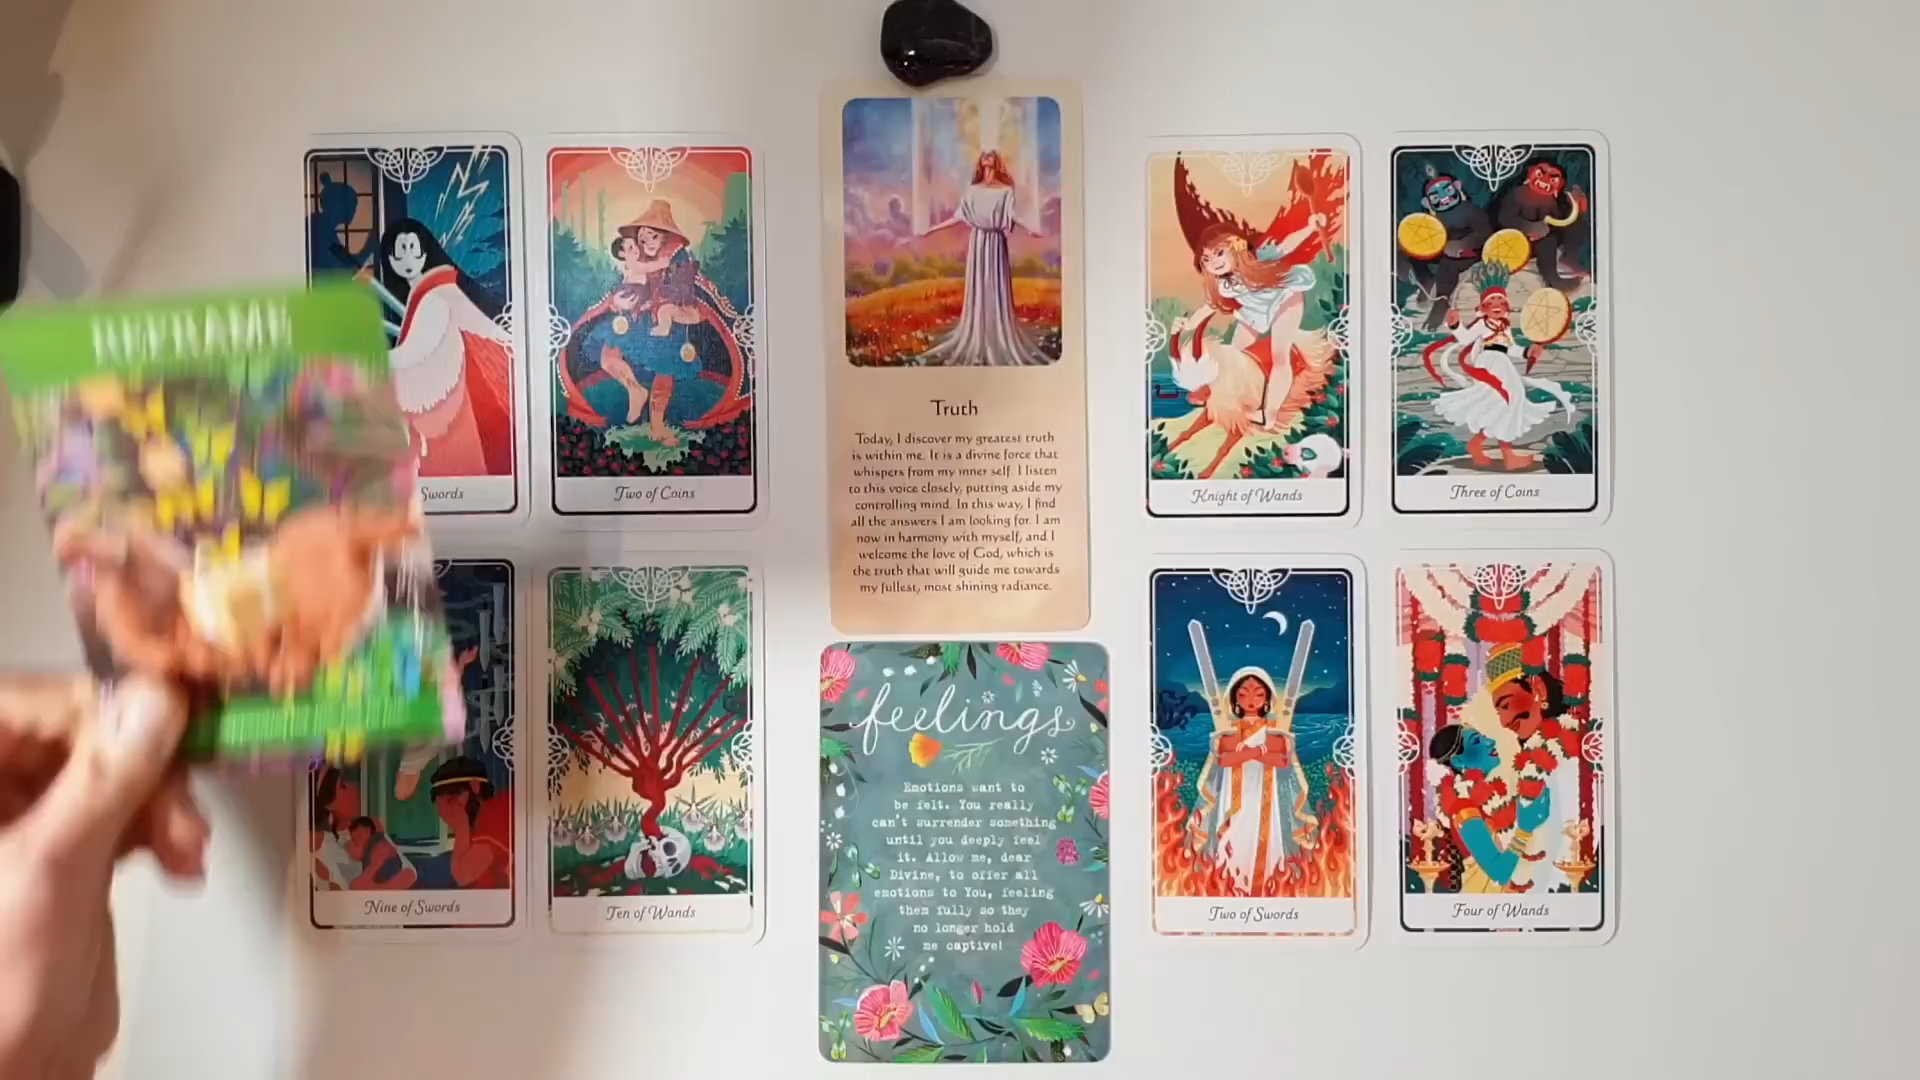 REFRAME
Swords
Two of Coins
Truth
Today, I discover my greatest truth
is within me. It is a divine force that
whispers from my inner self. I listen
to this voice closely, putting aside my
controlling mind. In this way, I find
all the answers I am looking for. I am
now in harmony with myself, and I
welcome the love of God, which is
the truth that will guide me towards
my fullest, most shining radiance.
Knight of Wands
Three of Coins
Nine of Swords
Ten of Wands
feelings
Emotions want to
be felt. You really
can't surrender something
until you deeply feel
it. Allow me, dear
Divine, to offer all
emotions to You, feeling
them fully so they
no longer hold
me captive!
Two of Swords
Four of Wands